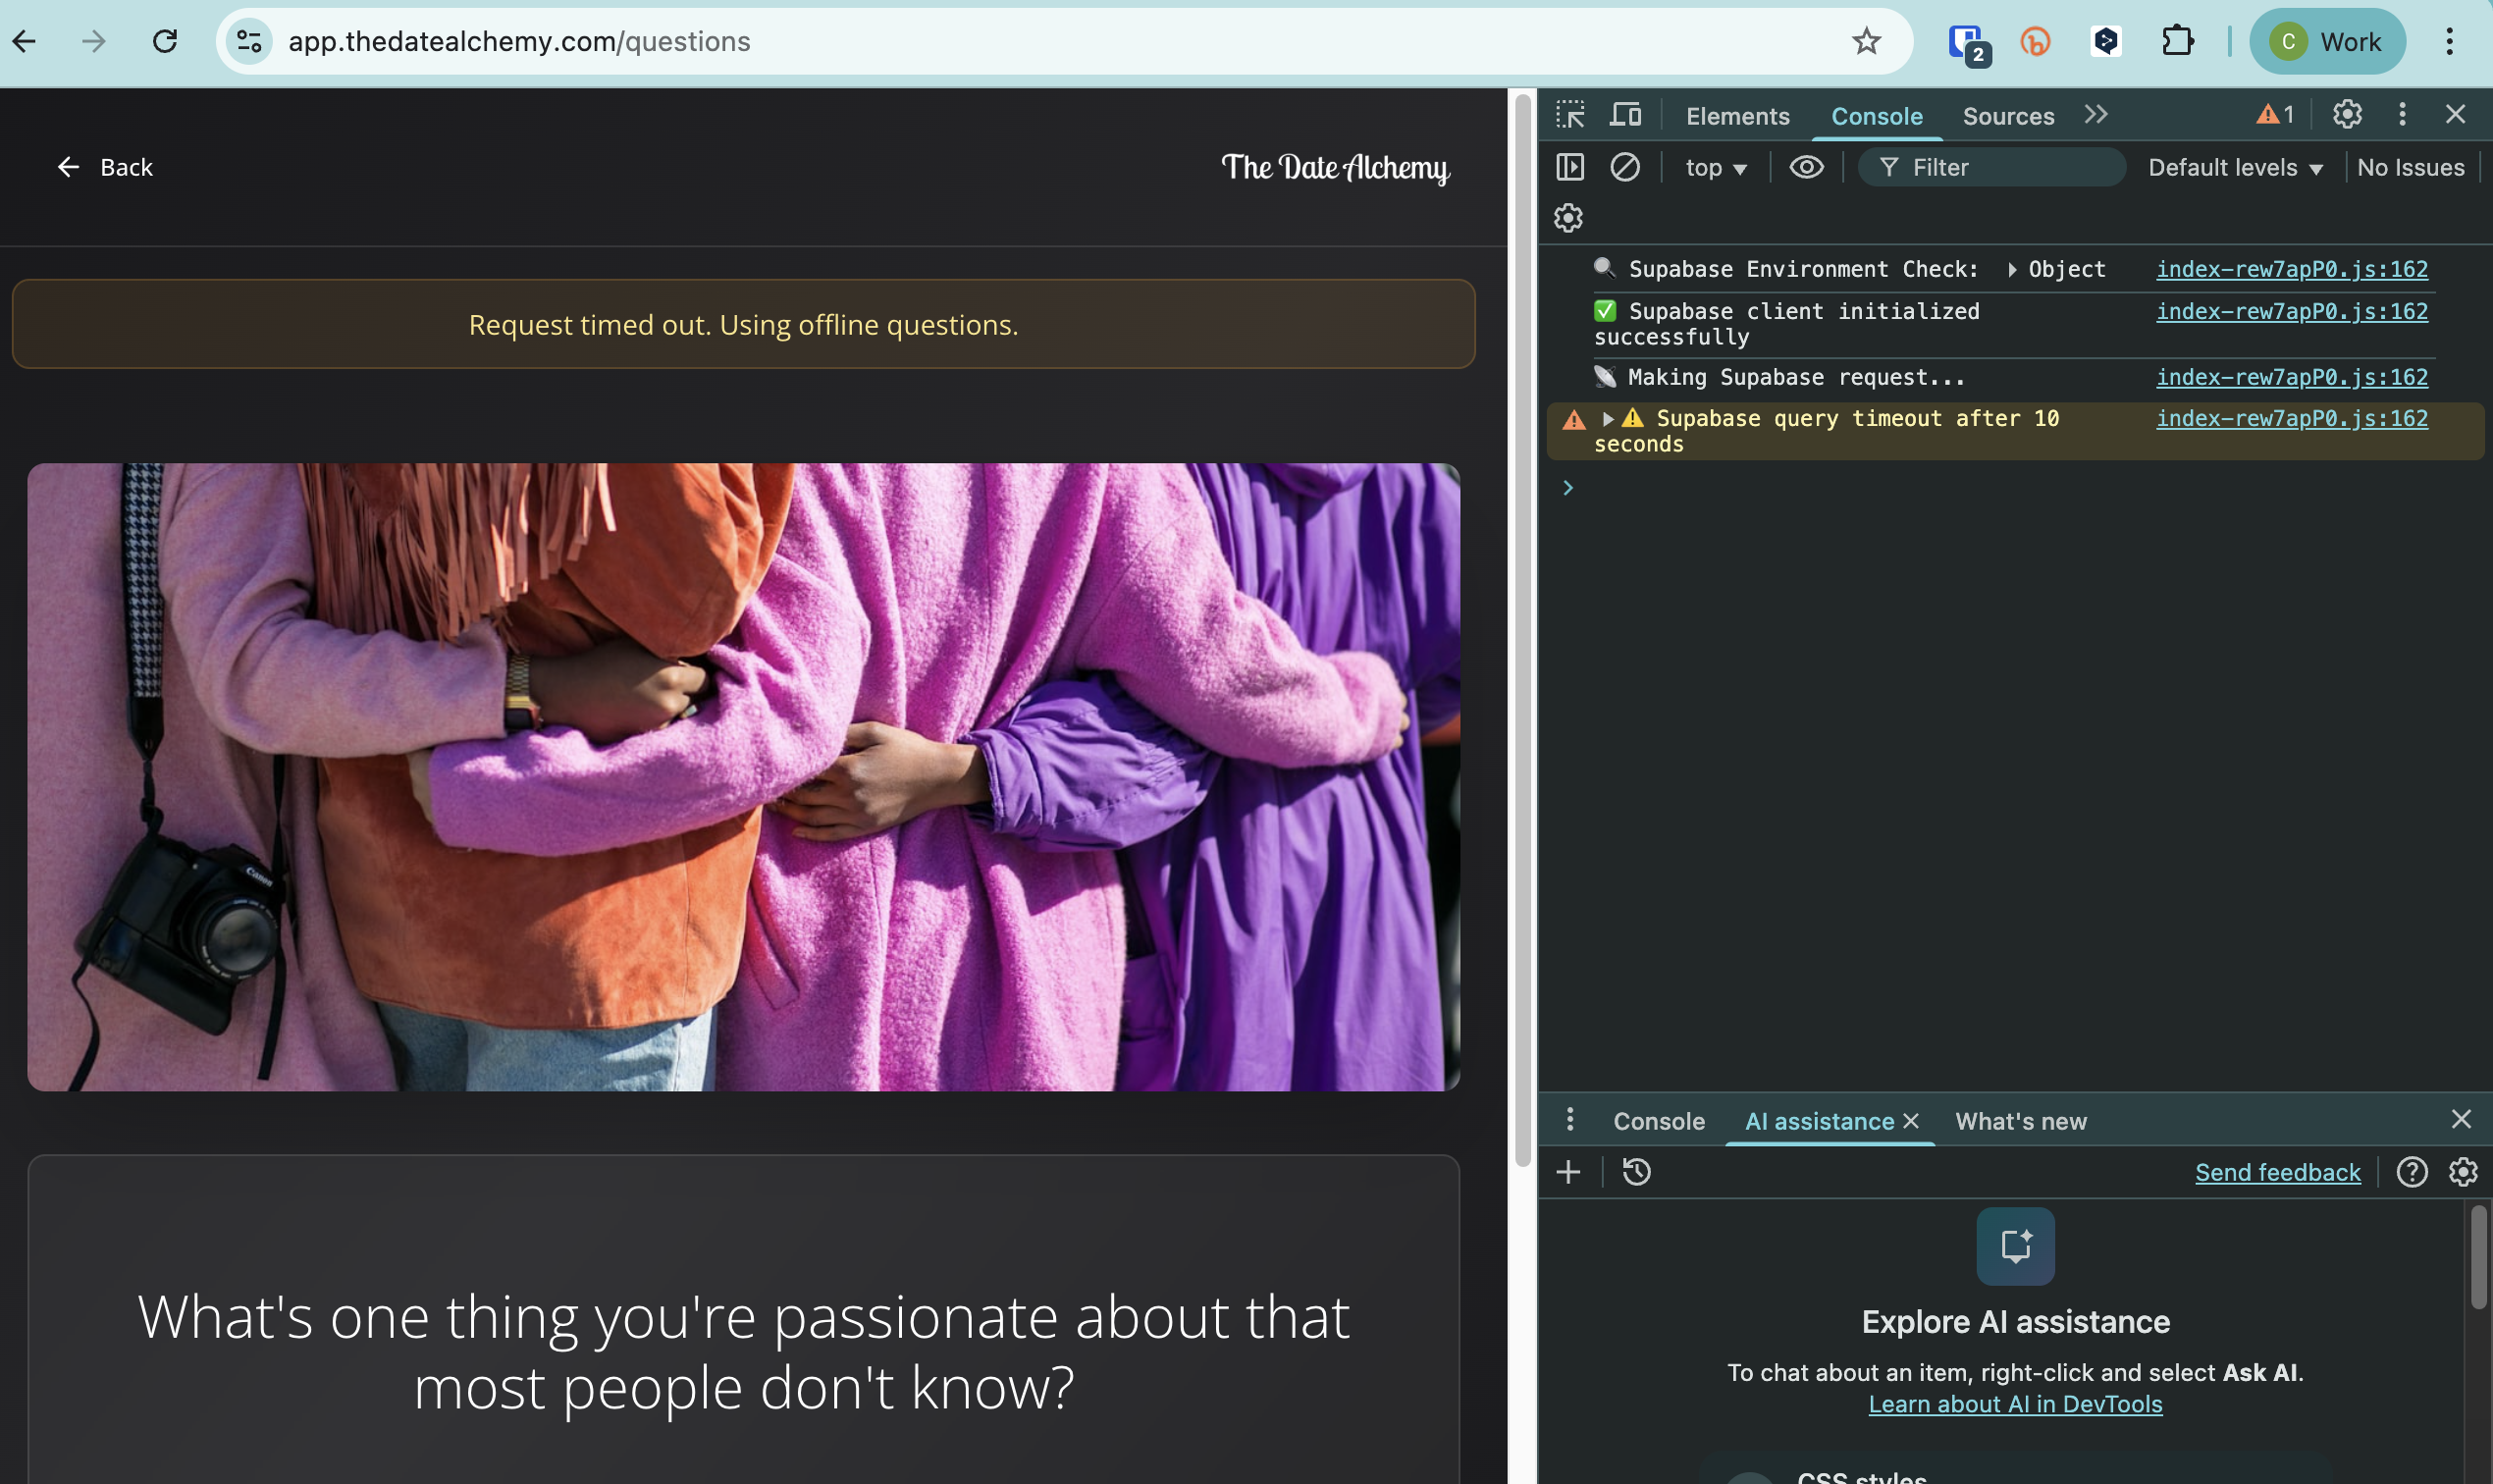 app.thedatealchemy.com/questions
2
C Work
Back
The Date Alchemy
Request timed out. Using offline questions.
Canon
What's one thing you're passionate about that
most people don't know?
Elements Console Sources 1
top Filter Default levels No Issues
🔍 Supabase Environment Check: Object index-rew7apP0.js:162
✅ Supabase client initialized index-rew7apP0.js:162
successfully
📡 Making Supabase request... index-rew7apP0.js:162
⚠️ Supabase query timeout after 10 index-rew7apP0.js:162
seconds
Console AI assistance What's new
Send feedback
Explore AI assistance
To chat about an item, right-click and select Ask AI.
Learn about AI in DevTools
CSS styles